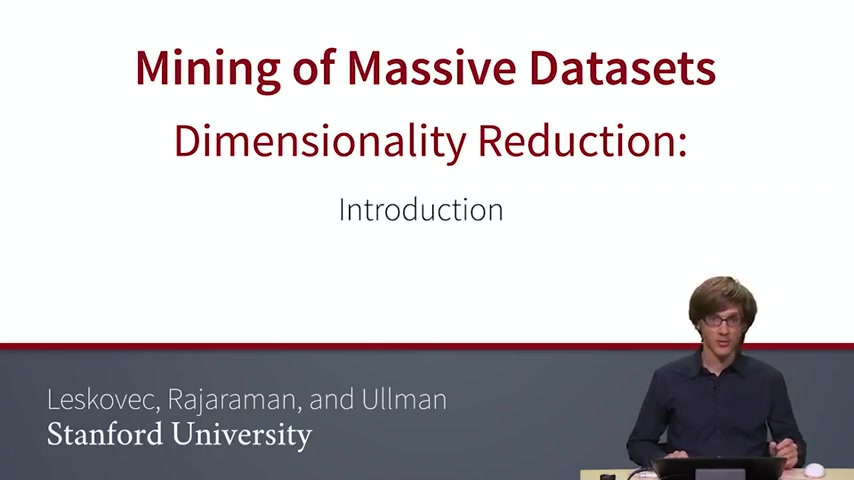 Mining of Massive Datasets
Dimensionality Reduction:
Introduction
Leskovec, Rajaraman, and Ullman
Stanford University